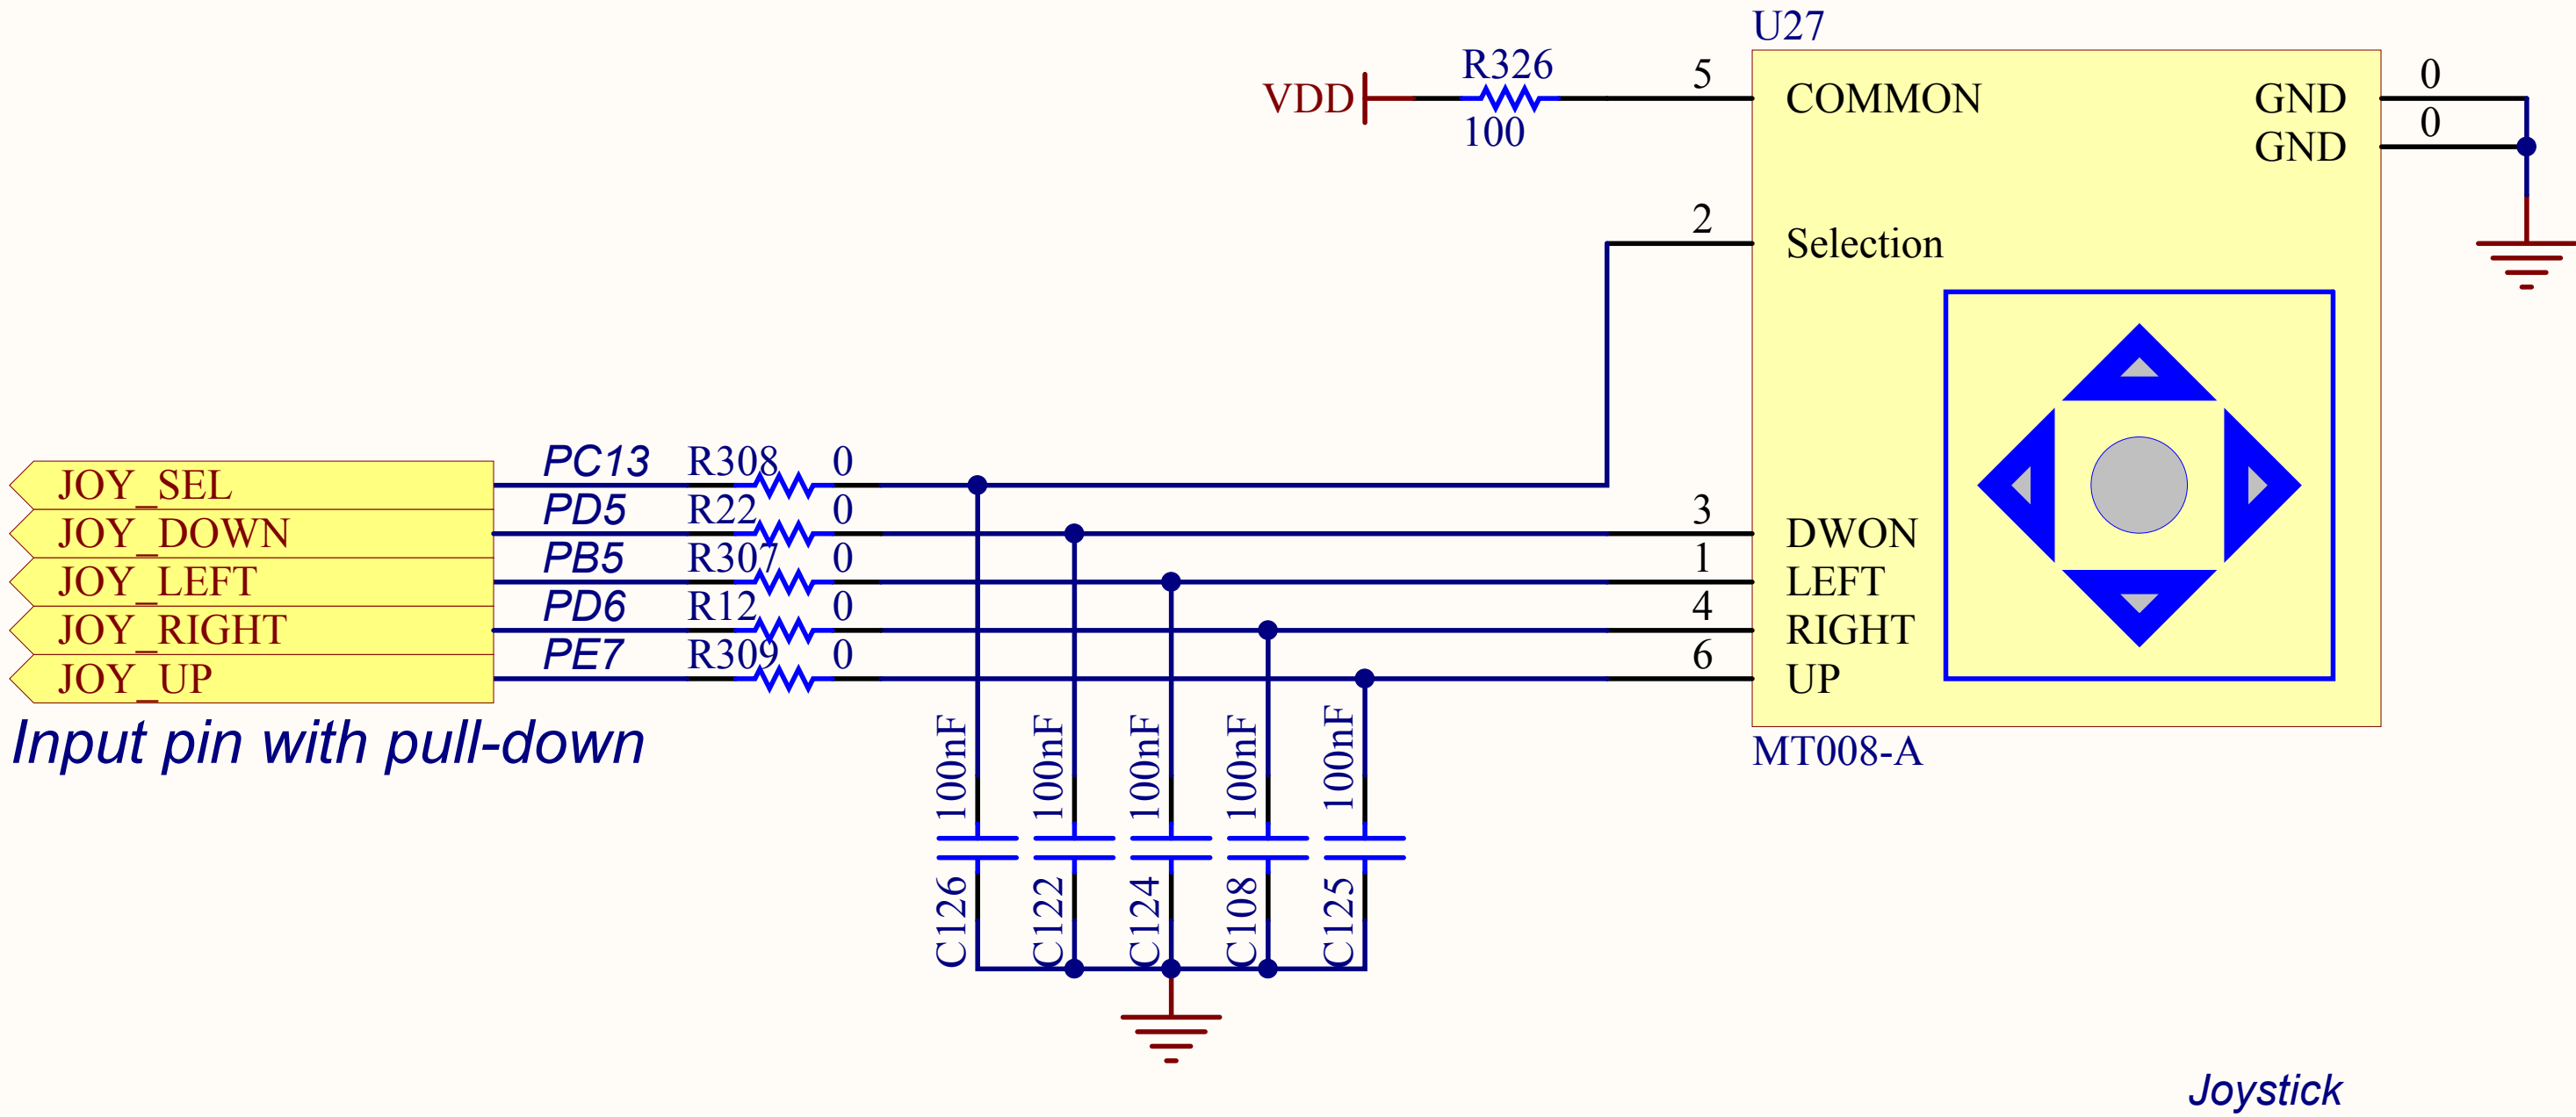 U27
VDD
R326
100
5
COMMON
GND
0
GND
0
2
Selection
JOY_SEL
PC13
R308
0
JOY_DOWN
PD5
R22
0
3
DWON
JOY_LEFT
PB5
R307
0
1
LEFT
JOY_RIGHT
PD6
R12
0
4
RIGHT
JOY_UP
PE7
R309
0
6
UP
Input pin with pull-down
MT008-A
100nF
100nF
100nF
100nF
100nF
C126
C122
C124
C108
C125
Joystick